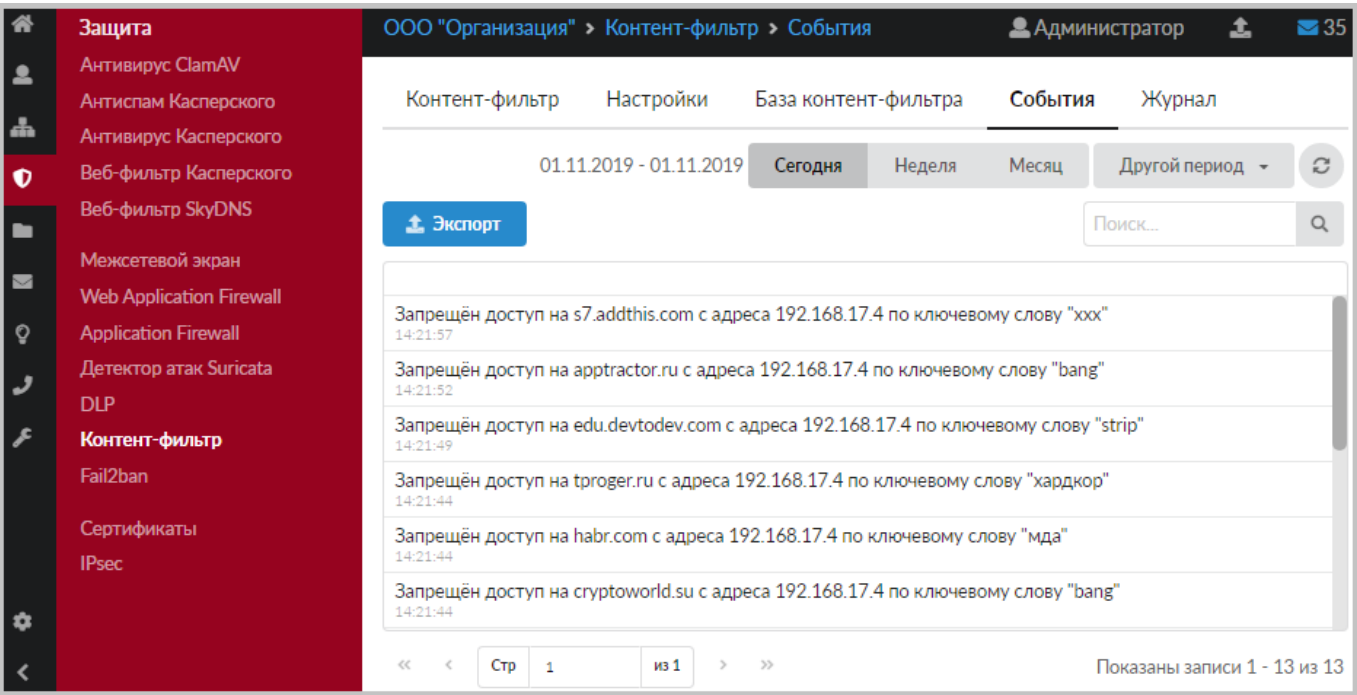 Защита
Антивирус ClamAV
Антиспам Касперского
Антивирус Касперского
Веб-фильтр Касперского
Веб-фильтр SkyDNS
Межсетевой экран
Web Application Firewall
Application Firewall
Детектор атак Suricata
DLP
Контент-фильтр
Fail2ban
Сертификаты
IPsec
ООО "Организация" > Контент-фильтр > События Администратор 35
Контент-фильтр Настройки База контент-фильтра События Журнал
01.11.2019 - 01.11.2019 Сегодня Неделя Месяц Другой период
Экспорт Поиск...
Запрещён доступ на s7.addthis.com с адреса 192.168.17.4 по ключевому слову "xxx"
14:21:57
Запрещён доступ на apptractor.ru с адреса 192.168.17.4 по ключевому слову "bang"
14:21:52
Запрещён доступ на edu.devtodev.com с адреса 192.168.17.4 по ключевому слову "strip"
14:21:49
Запрещён доступ на tproger.ru с адреса 192.168.17.4 по ключевому слову "хардкор"
14:21:44
Запрещён доступ на habr.com с адреса 192.168.17.4 по ключевому слову "мда"
14:21:44
Запрещён доступ на cryptoworld.su с адреса 192.168.17.4 по ключевому слову "bang"
14:21:44
« ‹ Стр 1 из 1 › » Показаны записи 1 - 13 из 13